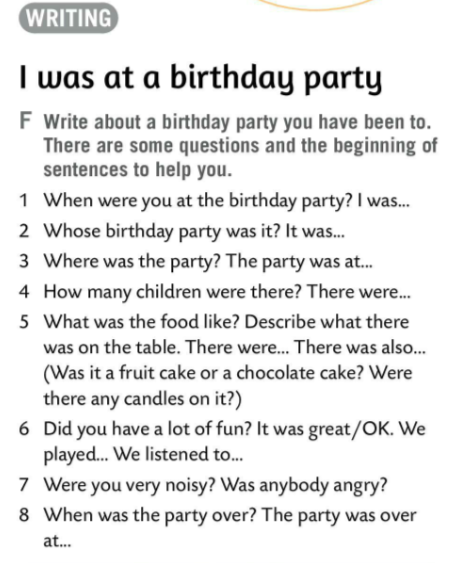 WRITING
I was at a birthday party
F Write about a birthday party you have been to.
There are some questions and the beginning of
sentences to help you.
1 When were you at the birthday party? I was...
2 Whose birthday party was it? It was...
3 Where was the party? The party was at...
4 How many children were there? There were...
5 What was the food like? Describe what there
was on the table. There were... There was also...
(Was it a fruit cake or a chocolate cake? Were
there any candles on it?)
6 Did you have a lot of fun? It was great/OK. We
played... We listened to...
7 Were you very noisy? Was anybody angry?
8 When was the party over? The party was over
at...